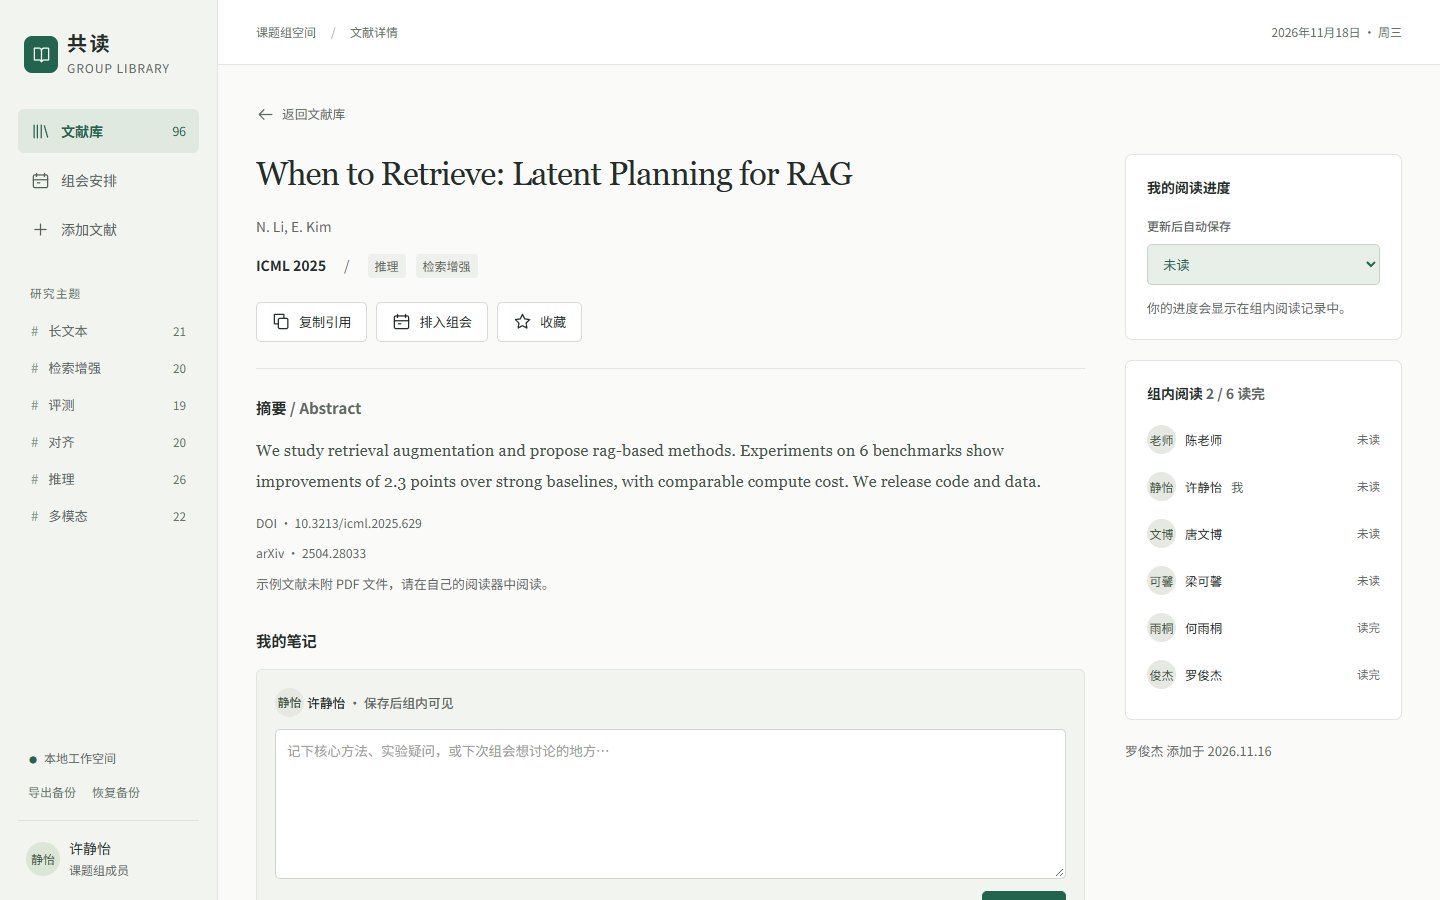 共读
GROUP LIBRARY
文献库 96
组会安排
添加文献
研究主题
# 长文本 21
# 检索增强 20
# 评测 19
# 对齐 20
# 推理 26
# 多模态 22
本地工作空间
导出备份 恢复备份
静怡 许静怡
课题组成员
课题组空间 / 文献详情
2026年11月18日 · 周三
返回文献库
When to Retrieve: Latent Planning for RAG
N. Li, E. Kim
ICML 2025 / 推理 检索增强
复制引用 排入组会 收藏
摘要 / Abstract
We study retrieval augmentation and propose rag-based methods. Experiments on 6 benchmarks show
improvements of 2.3 points over strong baselines, with comparable compute cost. We release code and data.
DOI · 10.3213/icml.2025.629
arXiv · 2504.28033
示例文献未附 PDF 文件，请在自己的阅读器中阅读。
我的笔记
静怡 许静怡 · 保存后组内可见
记下核心方法、实验疑问，或下次组会想讨论的地方…
我的阅读进度
更新后自动保存
未读
你的进度会显示在组内阅读记录中。
组内阅读 2 / 6 读完
老师 陈老师 未读
静怡 许静怡 我 未读
文博 唐文博 未读
可馨 梁可馨 未读
雨桐 何雨桐 读完
俊杰 罗俊杰 读完
罗俊杰 添加于 2026.11.16